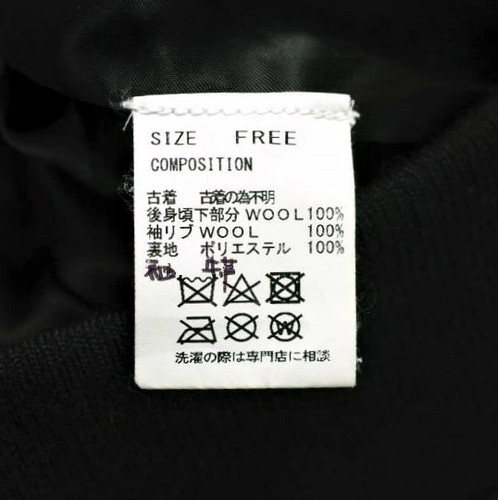 SIZE FREE
COMPOSITION
古着 古着の為不明
後身頃下部分 WOOL100%
袖リブ WOOL 100%
裏地 ポリエステル 100%
袖
W
洗濯の際は専門店に相談